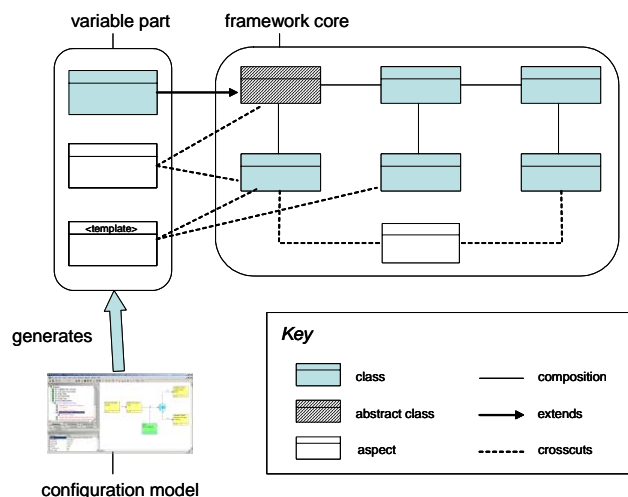 variable part
framework core
<template>
generates
configuration model
Key
class
composition
abstract class
extends
aspect
crosscuts